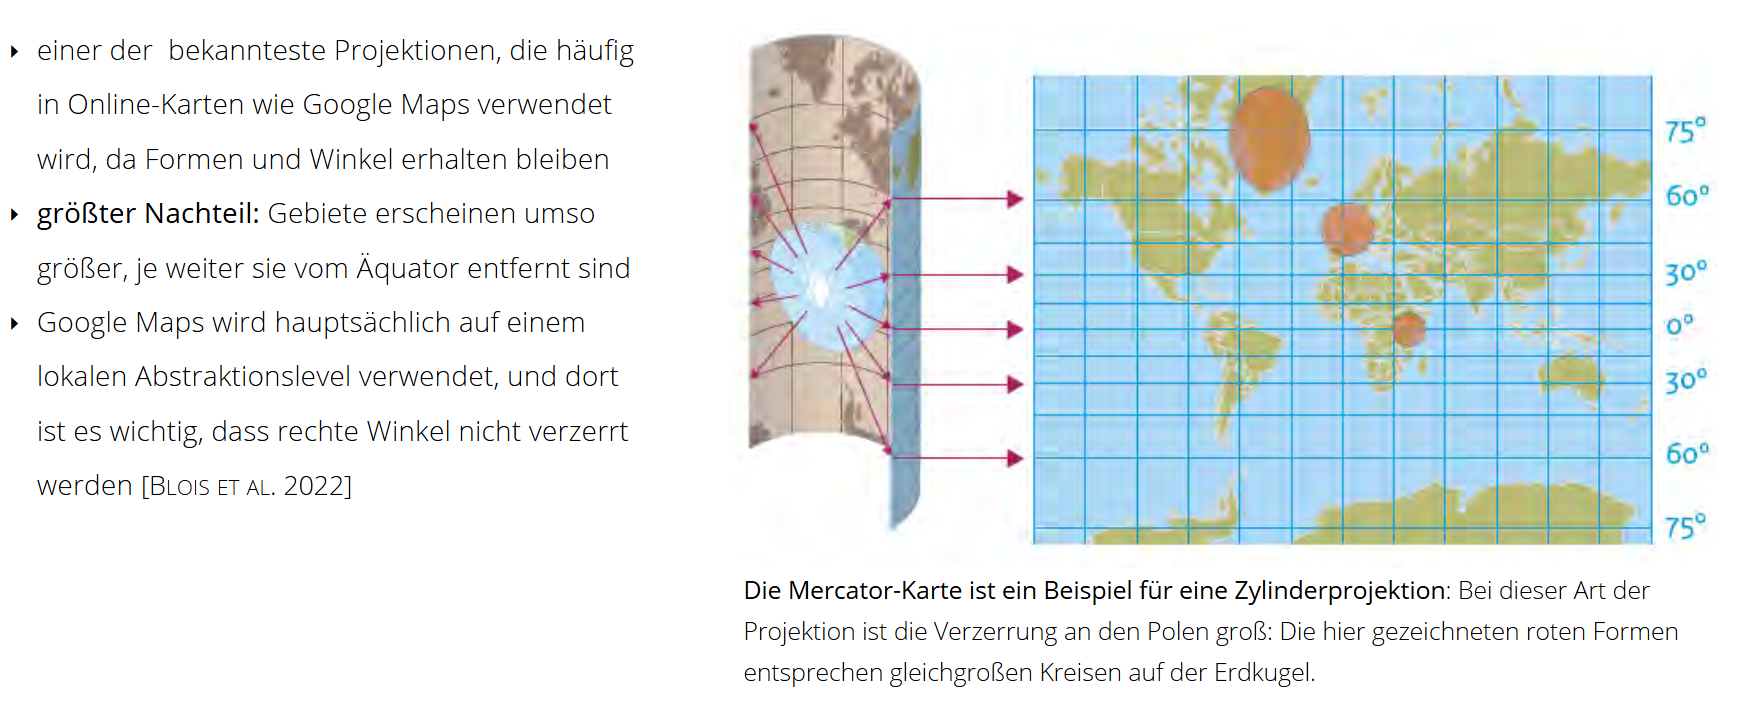 einer der  bekannteste Projektionen, die häufig
in Online-Karten wie Google Maps verwendet
wird, da Formen und Winkel erhalten bleiben
größter Nachteil: Gebiete erscheinen umso
größer, je weiter sie vom Äquator entfernt sind
Google Maps wird hauptsächlich auf einem
lokalen Abstraktionslevel verwendet, und dort
ist es wichtig, dass rechte Winkel nicht verzerrt
werden [BLOIS ET AL. 2022]
75°
60°
30°
0°
30°
60°
75°
Die Mercator-Karte ist ein Beispiel für eine Zylinderprojektion: Bei dieser Art der
Projektion ist die Verzerrung an den Polen groß: Die hier gezeichneten roten Formen
entsprechen gleichgroßen Kreisen auf der Erdkugel.